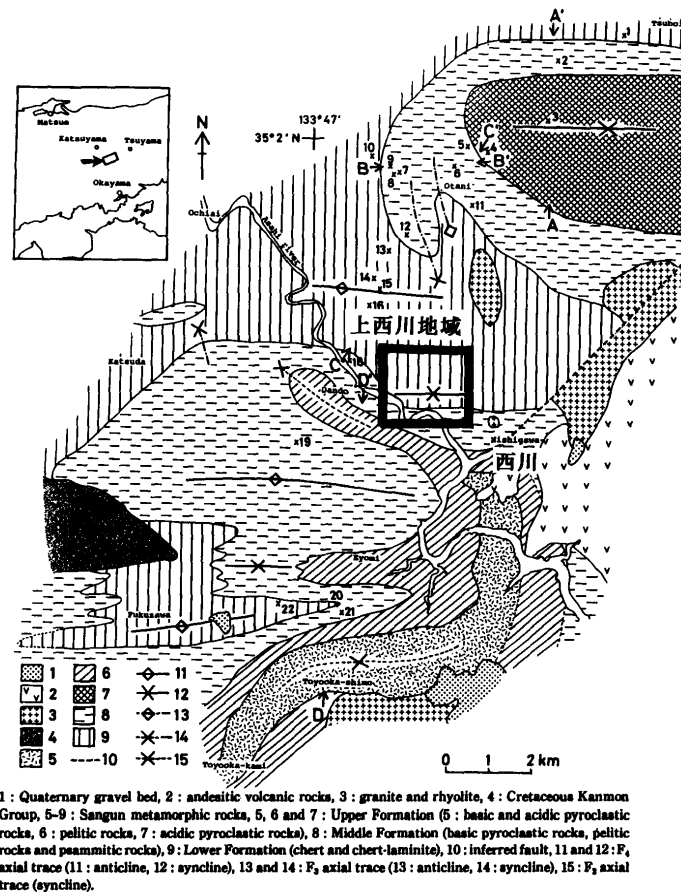 A'
Tsuboi
x1
x2
Matsue
Katsuyama
Tsuyama
Okayama
N
133°47'
35°2' N
x3
C'
5x
4
10
9
B
x7
8
B'
x
6
Otani
x11
A
Ochiai
Asahi river
12
x
13x
14x
15
x16
上西川地域
Katsuda
C
x18
Dando
D'
Nishigawa
西川
x19
Kyomi
Fukuzawa
x22
20
x21
Toyooka-shimo
D
Toyooka-kami
1 6 11
2 7 12
3 8 13
4 9 14
5 10 15
0 1 2 km
1 : Quaternary gravel bed, 2 : andesitic volcanic rocks, 3 : granite and rhyolite, 4 : Cretaceous Kanmon
Group, 5-9 : Sangun metamorphic rocks, 5, 6 and 7 : Upper Formation (5 : basic and acidic pyroclastic
rocks, 6 : pelitic rocks, 7 : acidic pyroclastic rocks), 8 : Middle Formation (basic pyroclastic rocks, pelitic
rocks and psammitic rocks), 9 : Lower Formation (chert and chert-laminite), 10 : inferred fault, 11 and 12 : F₄
axial trace (11 : anticline, 12 : syncline), 13 and 14 : F₃ axial trace (13 : anticline, 14 : syncline), 15 : F₂ axial
trace (syncline).